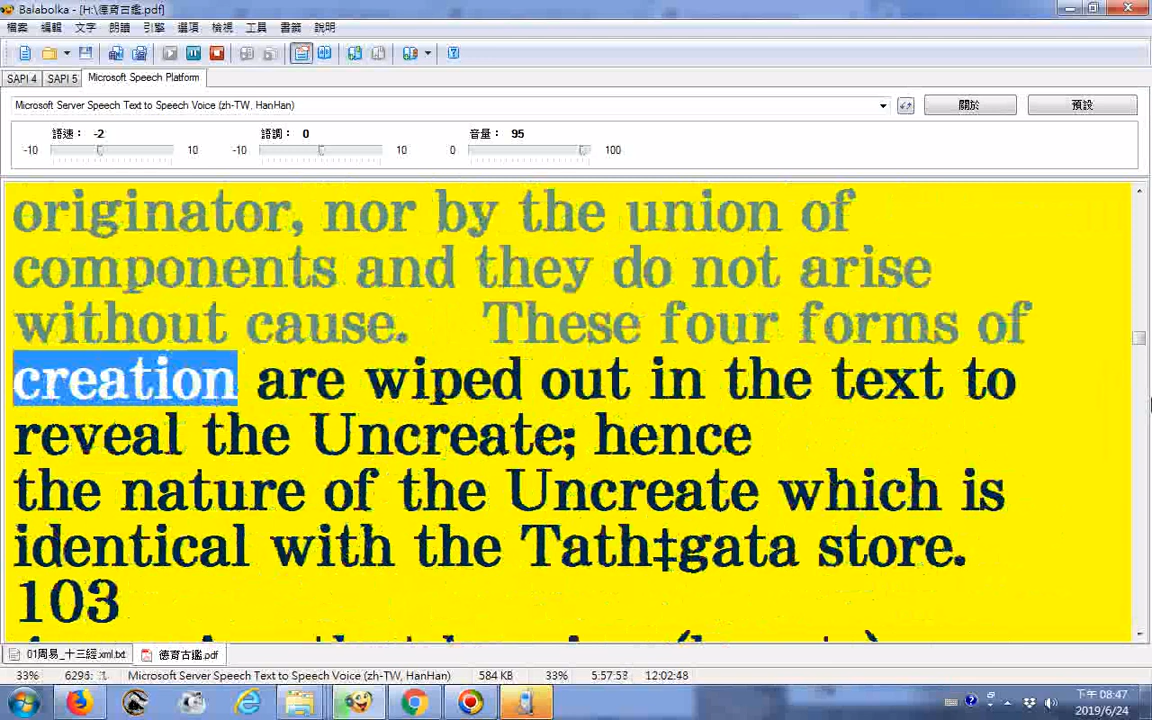 Balabolka - [H:\德育古鑑.pdf]
檔案 編輯 文字 朗讀 引擎 選項 檢視 工具 書籤 說明
SAPI 4 SAPI 5 Microsoft Speech Platform
Microsoft Server Speech Text to Speech Voice (zh-TW, HanHan) 關於 預設
語速： -2 語調： 0 音量： 95
-10 10 -10 10 0 100
originator, nor by the union of
components and they do not arise
without cause. These four forms of
creation are wiped out in the text to
reveal the Uncreate; hence
the nature of the Uncreate which is
identical with the Tath‡gata store.
103
01周易_十三經.xml.txt 德育古鑑.pdf
33% Microsoft Server Speech Text to Speech Voice (zh-TW, HanHan) 584 KB 33% 5:57:53 12:02:48
下午 08:47
2019/6/24